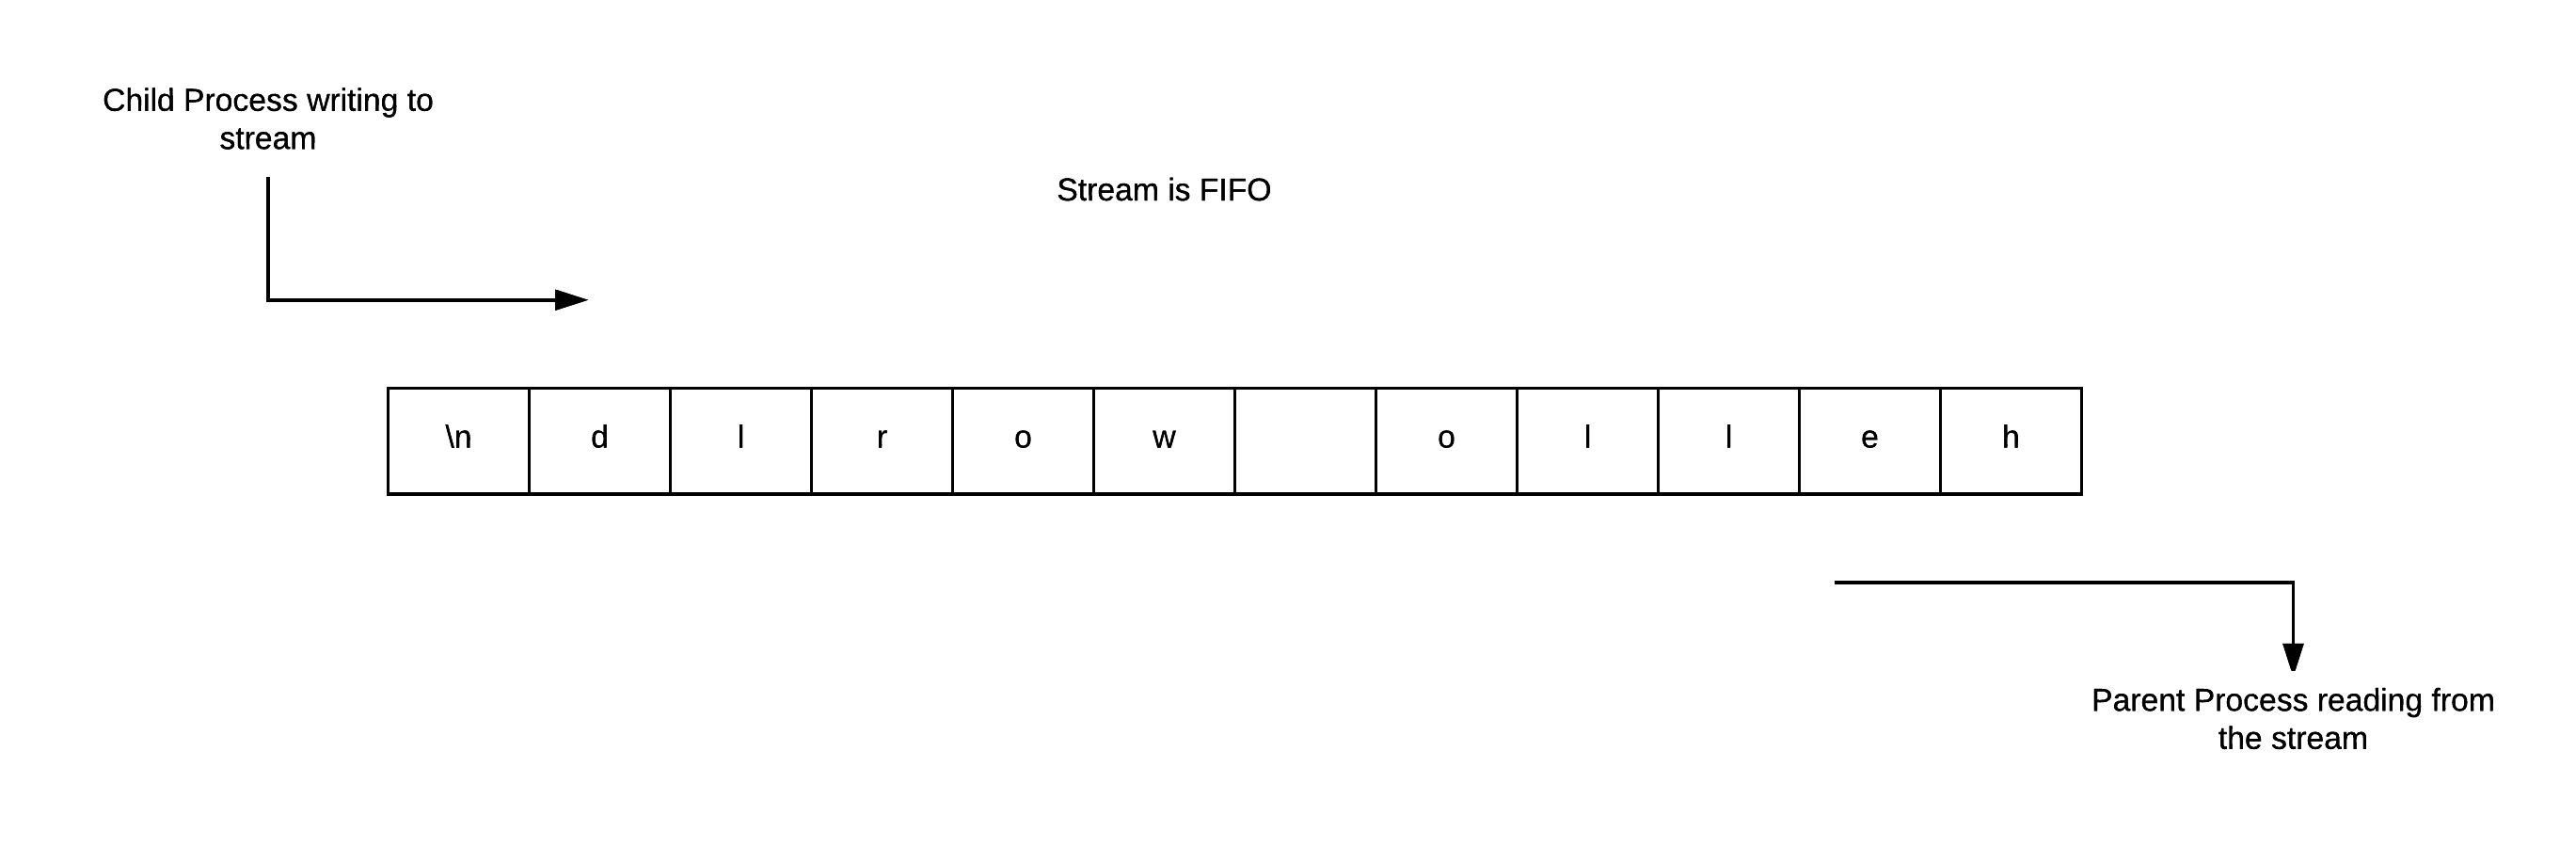 Child Process writing to
stream
Stream is FIFO
\n d l r o w o l l e h
Parent Process reading from
the stream